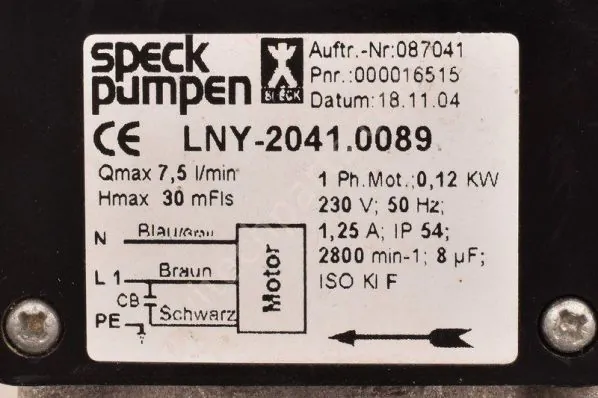 speck
pumpen
SPECK
Auftr.-Nr:087041
Pnr.:000016515
Datum:18.11.04
CE LNY-2041.0089
Qmax 7,5 l/min
Hmax 30 mFls
1 Ph.Mot.;0,12 KW
230 V; 50 Hz;
1,25 A; IP 54;
2800 min-1; 8 µF;
ISO Kl F
N Blau/Grau
L 1 Braun
CB
PE Schwarz
Motor